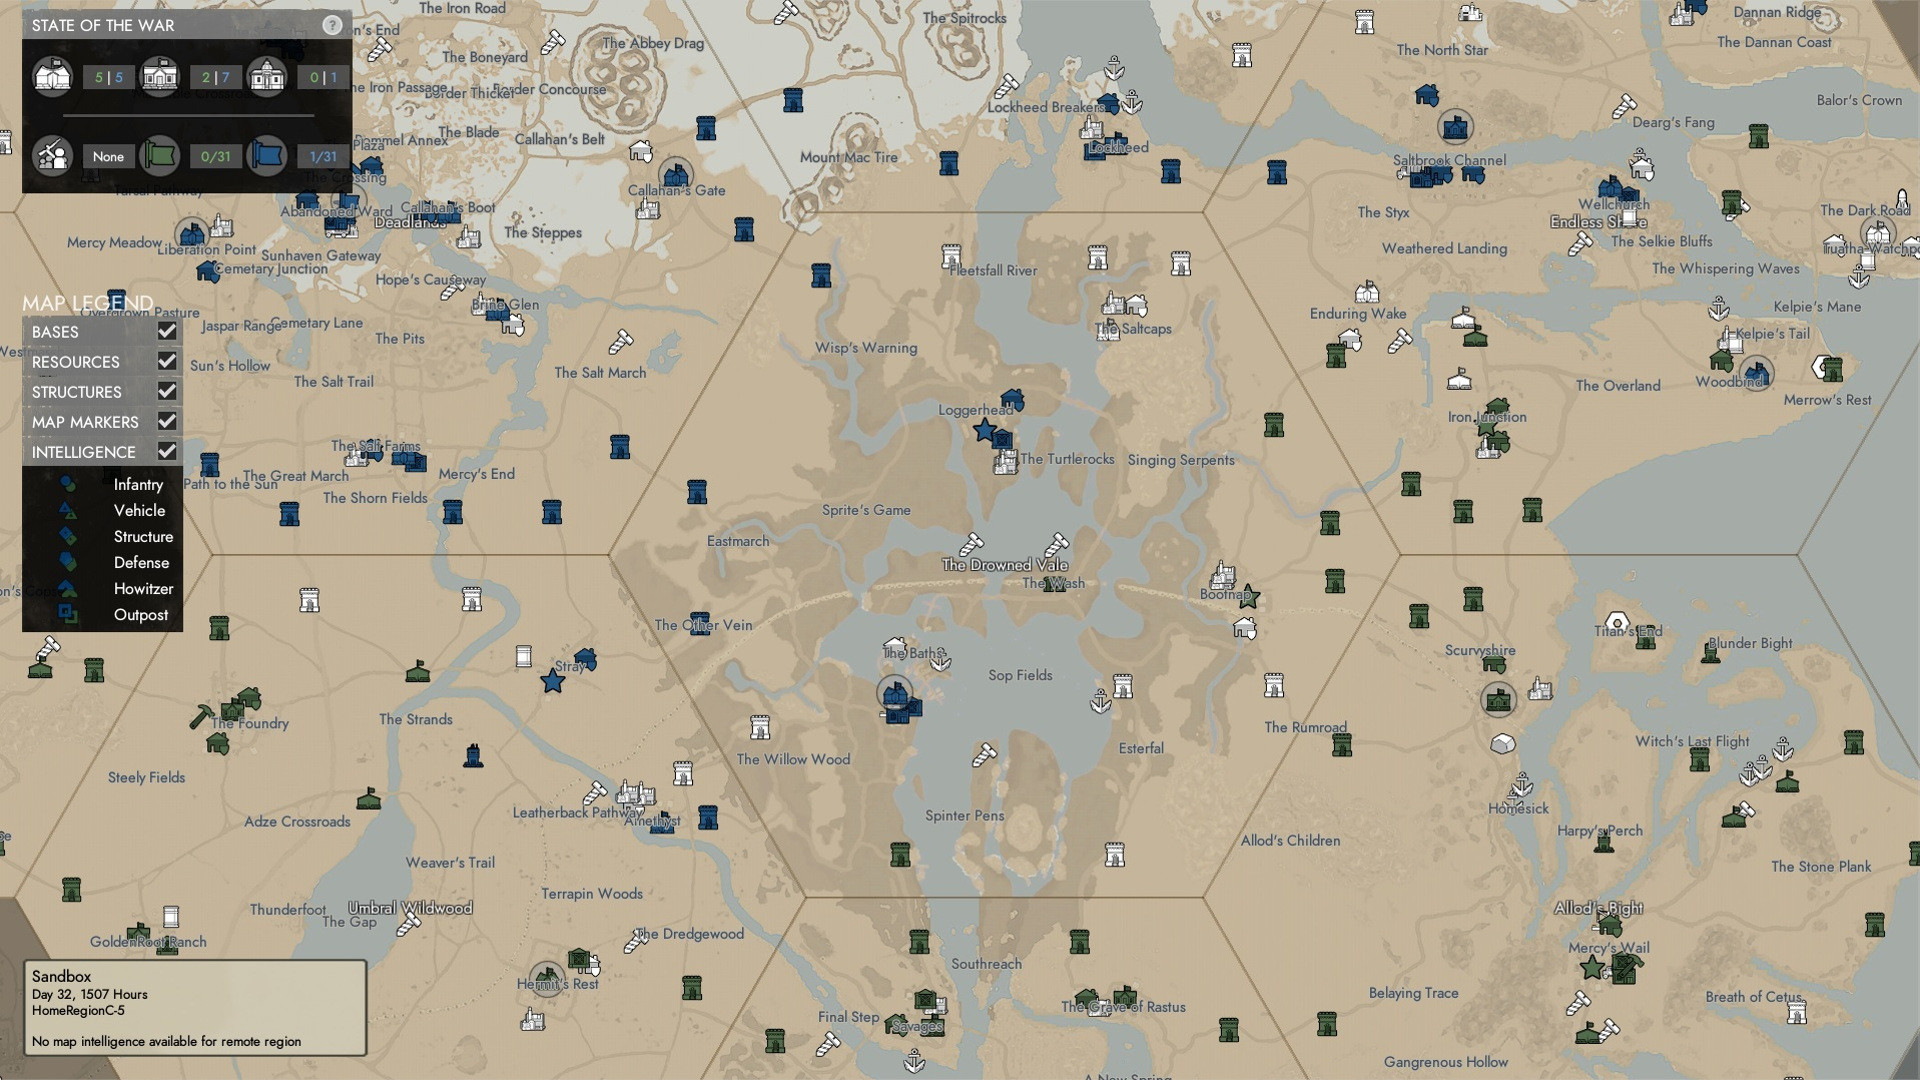 STATE OF THE WAR
?
5 | 5
2 | 7
0 | 1
None
0/31
1/31
MAP LEGEND
BASES
RESOURCES
STRUCTURES
MAP MARKERS
INTELLIGENCE
Infantry
Vehicle
Structure
Defense
Howitzer
Outpost
Sandbox
Day 32, 1507 Hours
HomeRegionC-5
No map intelligence available for remote region
The Iron Road
The Spitrocks
Dannan Ridge
The Abbey Drag
The Dannan Coast
The North Star
The Boneyard
Border Concourse
Lockheed Breakers
Balor's Crown
Dearg's Fang
The Blade
Callahan's Belt
Lockheed
Mount Mac Tire
Saltbrook Channel
The Crossing
Callahan's Gate
Wellchurch
Abandoned Ward
Callahan's Boot
Deadlands
The Styx
Endless Shore
The Dark Road
The Steppes
Mercy Meadow
Liberation Point
Sunhaven Gateway
Weathered Landing
The Selkie Bluffs
Cemetary Junction
Fleetsfall River
The Whispering Waves
Hope's Causeway
Overgrown Pasture
Brine Glen
Enduring Wake
Kelpie's Mane
Jaspar Range
Cemetary Lane
The Saltcaps
Kelpie's Tail
The Pits
Wisp's Warning
Sun's Hollow
The Salt Trail
The Salt March
The Overland
Woodbind
Merrow's Rest
Loggerhead
Iron Junction
The Salt Farms
The Turtlerocks
Singing Serpents
The Great March
Mercy's End
Path to the Sun
The Shorn Fields
Sprite's Game
Eastmarch
The Drowned Vale
The Wash
Bootnap
The Other Vein
Titan's End
Blunder Bight
The Baths
Scurvyshire
Stray
Sop Fields
The Strands
The Foundry
The Rumroad
Witch's Last Flight
Esterfal
The Willow Wood
Steely Fields
Leatherback Pathway
Amethyst
Spinter Pens
Homesick
Adze Crossroads
Harpy's Perch
Allod's Children
Weaver's Trail
The Stone Plank
Terrapin Woods
Thunderfoot
Umbral Wildwood
The Gap
Allod's Bight
The Dredgewood
GoldenRoot Ranch
Mercy's Wail
Southreach
Hermit's Rest
Belaying Trace
Breath of Cetus
Final Step
Savages
The Grave of Rastus
Gangrenous Hollow
A New Spring